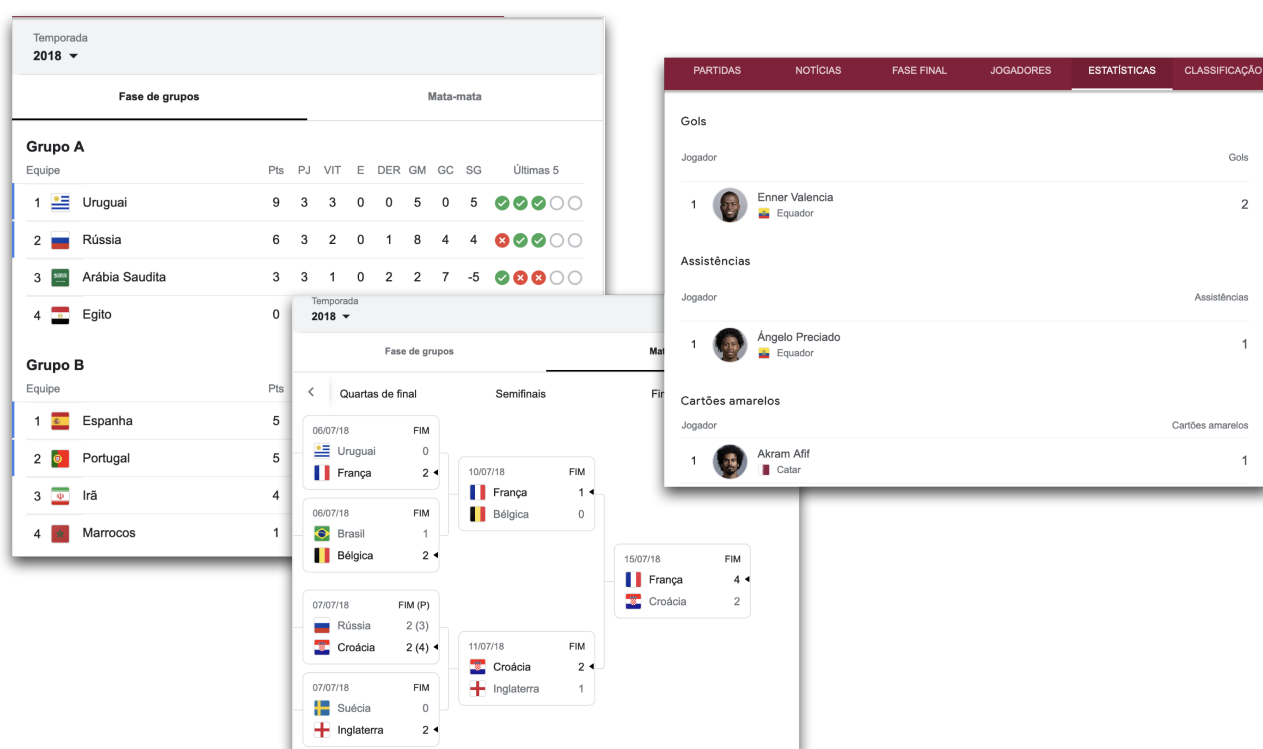 Temporada
2018
Fase de grupos Mata-mata
Grupo A
Equipe Pts PJ VIT E DER GM GC SG Últimas 5
1 Uruguai 9 3 3 0 0 5 0 5
2 Rússia 6 3 2 0 1 8 4 4
3 Arábia Saudita 3 3 1 0 2 2 7 -5
4 Egito 0
Grupo B
Equipe Pts
1 Espanha 5
2 Portugal 5
3 Irã 4
4 Marrocos 1
Temporada
2018
Fase de grupos Mat
Quartas de final Semifinais Fin
06/07/18 FIM
Uruguai 0
França 2
06/07/18 FIM
Brasil 1
Bélgica 2
07/07/18 FIM (P)
Rússia 2 (3)
Croácia 2 (4)
07/07/18 FIM
Suécia 0
Inglaterra 2
10/07/18 FIM
França 1
Bélgica 0
11/07/18 FIM
Croácia 2
Inglaterra 1
15/07/18 FIM
França 4
Croácia 2
PARTIDAS NOTÍCIAS FASE FINAL JOGADORES ESTATÍSTICAS CLASSIFICAÇÃO
Gols
Jogador Gols
1 Enner Valencia 2
Equador
Assistências
Jogador Assistências
1 Ángelo Preciado 1
Equador
Cartões amarelos
Jogador Cartões amarelos
1 Akram Afif 1
Catar